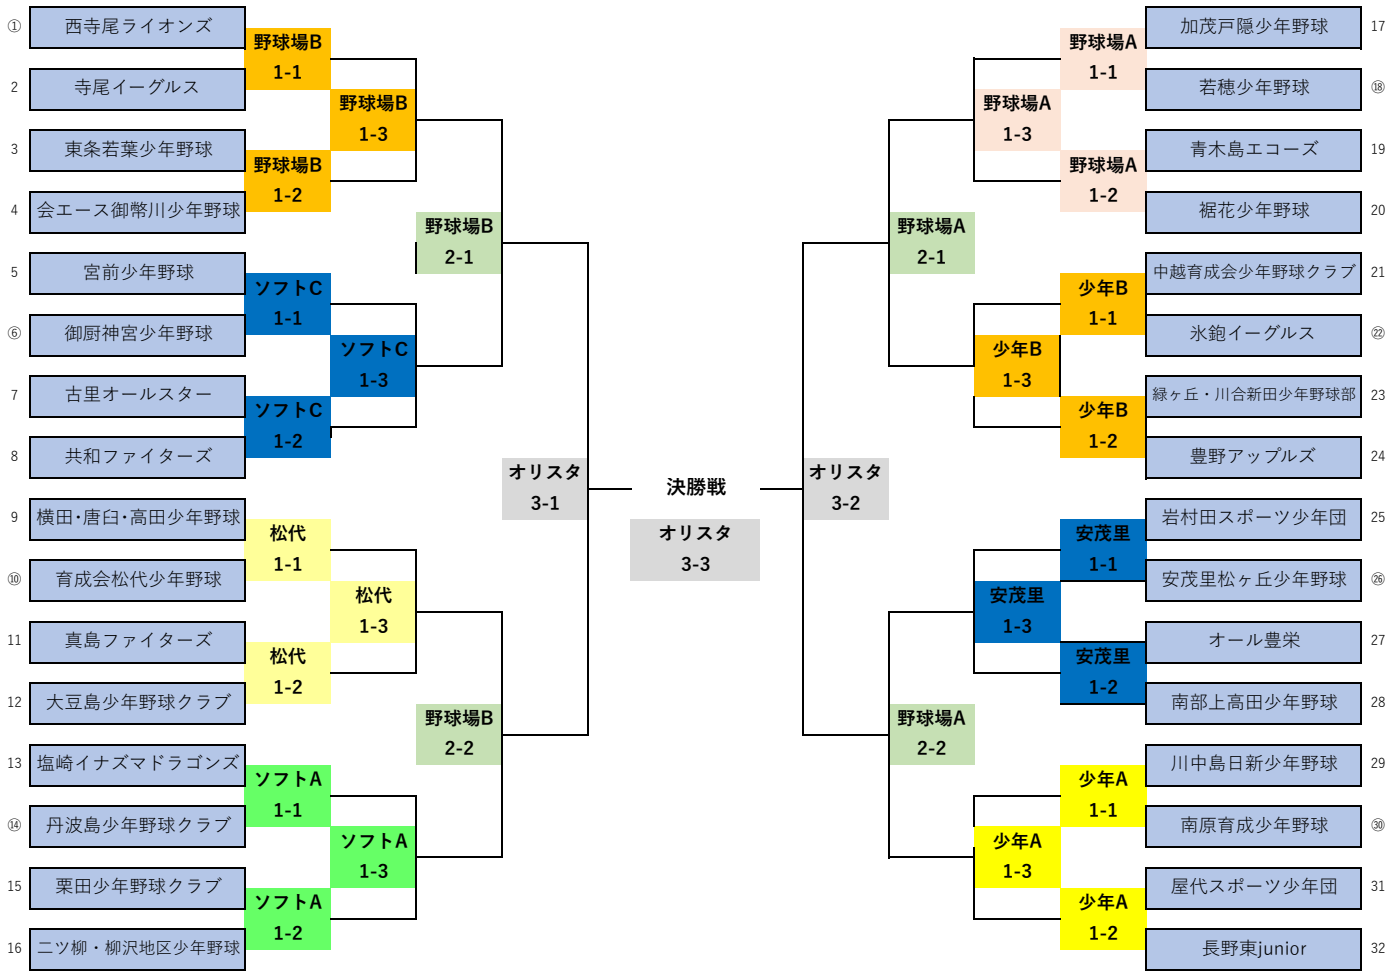 ① 西寺尾ライオンズ
2 寺尾イーグルス
3 東条若葉少年野球
4 会エース御幣川少年野球
5 宮前少年野球
⑥ 御厨神宮少年野球
7 古里オールスター
8 共和ファイターズ
9 横田・唐臼・高田少年野球
⑩ 育成会松代少年野球
11 真島ファイターズ
12 大豆島少年野球クラブ
13 塩崎イナズマドラゴンズ
⑭ 丹波島少年野球クラブ
15 栗田少年野球クラブ
16 二ツ柳・柳沢地区少年野球
野球場B
1-1
野球場B
1-2
ソフトC
1-1
ソフトC
1-2
松代
1-1
松代
1-2
ソフトA
1-1
ソフトA
1-2
野球場B
1-3
ソフトC
1-3
松代
1-3
ソフトA
1-3
野球場B
2-1
野球場B
2-2
オリスタ
3-1
決勝戦
オリスタ
3-3
オリスタ
3-2
野球場A
2-1
野球場A
2-2
野球場A
1-3
少年B
1-3
安茂里
1-3
少年A
1-3
野球場A
1-1
野球場A
1-2
少年B
1-1
少年B
1-2
安茂里
1-1
安茂里
1-2
少年A
1-1
少年A
1-2
加茂戸隠少年野球 17
若穂少年野球 ⑱
青木島エコーズ 19
裾花少年野球 20
中越育成会少年野球クラブ 21
氷鉋イーグルス ㉒
緑ヶ丘・川合新田少年野球部 23
豊野アップルズ 24
岩村田スポーツ少年団 25
安茂里松ヶ丘少年野球 ㉖
オール豊栄 27
南部上高田少年野球 28
川中島日新少年野球 29
南原育成少年野球 ㉚
屋代スポーツ少年団 31
長野東junior 32